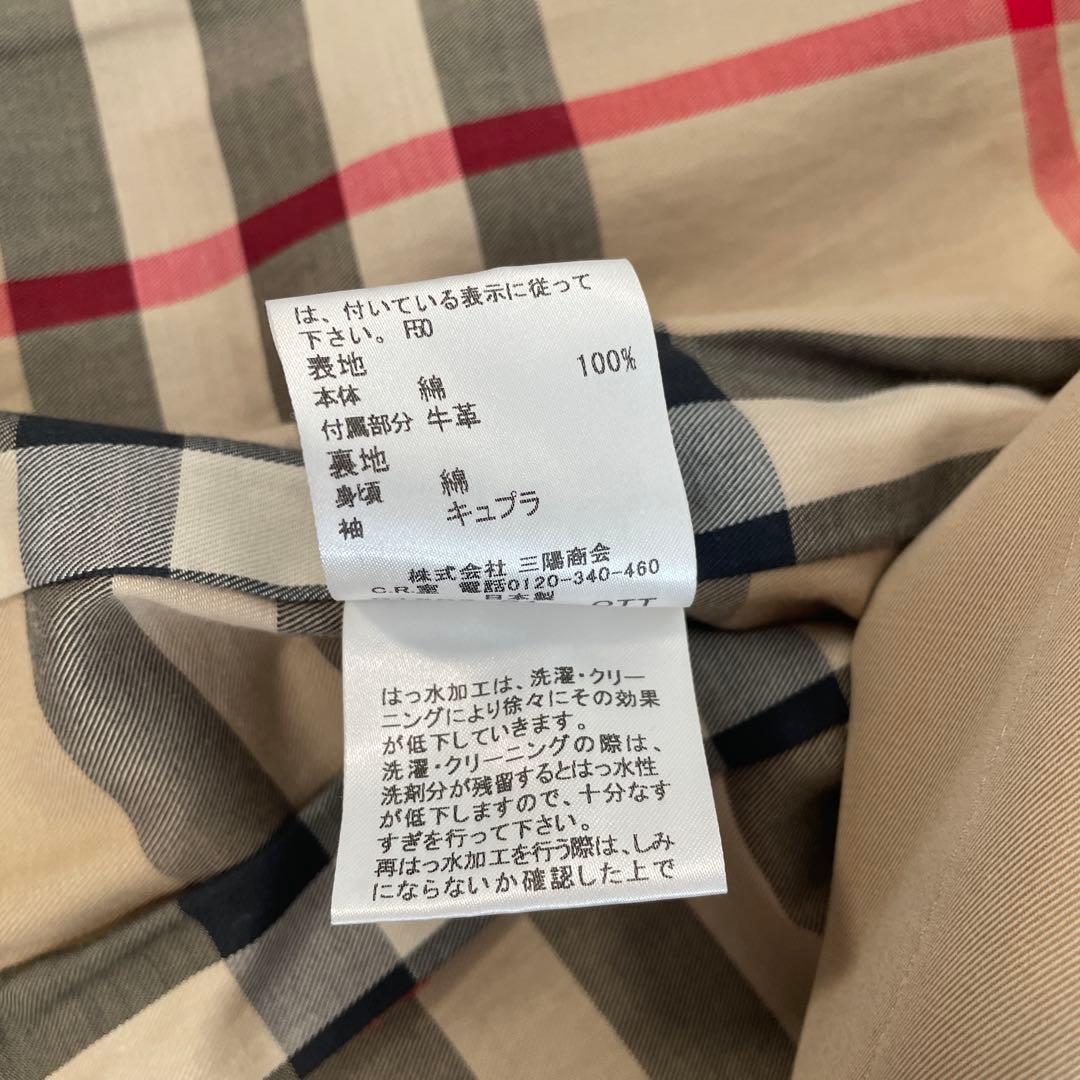 は、付いている表示に従って
下さい。 F50
表地
本体 綿 100%
付属部分 牛革
裏地
身頃 綿
袖 キュプラ
株式会社 三陽商会
C.R.室 電話0120-340-460
日本製
はっ水加工は、洗濯・クリー
ニングにより徐々にその効果
が低下していきます。
洗濯・クリーニングの際は、
洗剤分が残留するとはっ水性
が低下しますので、十分なす
すぎを行って下さい。
再はっ水加工を行う際は、しみ
にならないか確認した上で